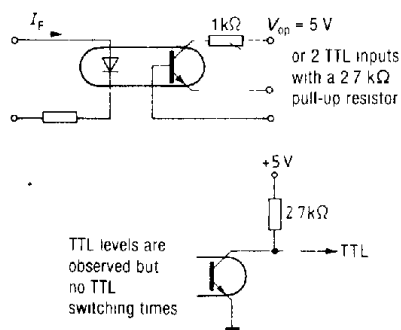 I_F
1kΩ
V_op = 5 V
or 2 TTL inputs
with a 2 7 kΩ
pull-up resistor
+5 V
2 7kΩ
TTL
TTL levels are
observed but
no TTL
switching times